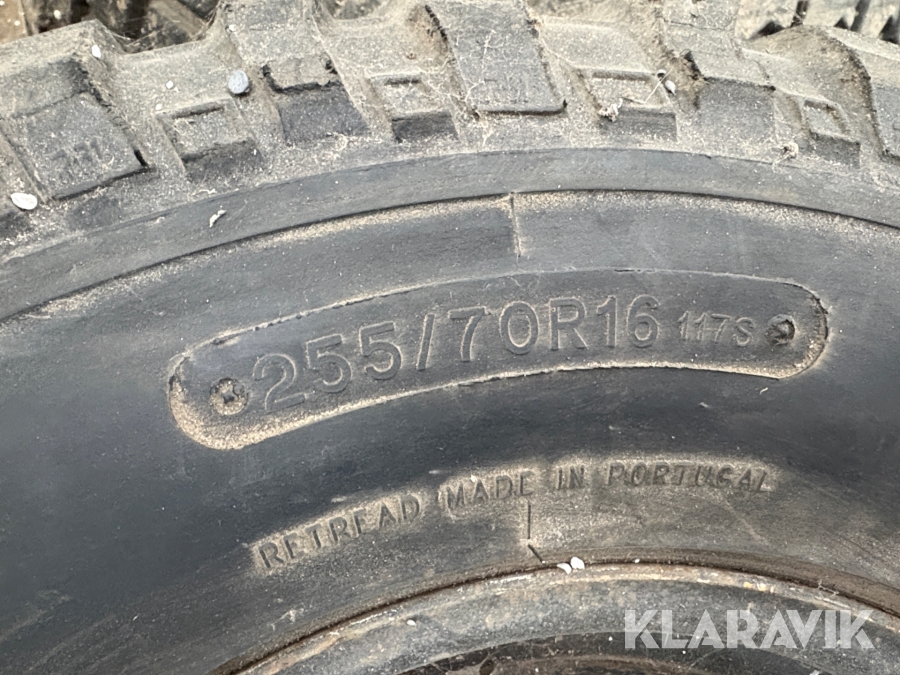 255/70R16 117S
RETREAD MADE IN PORTUGAL
KLARAVIK